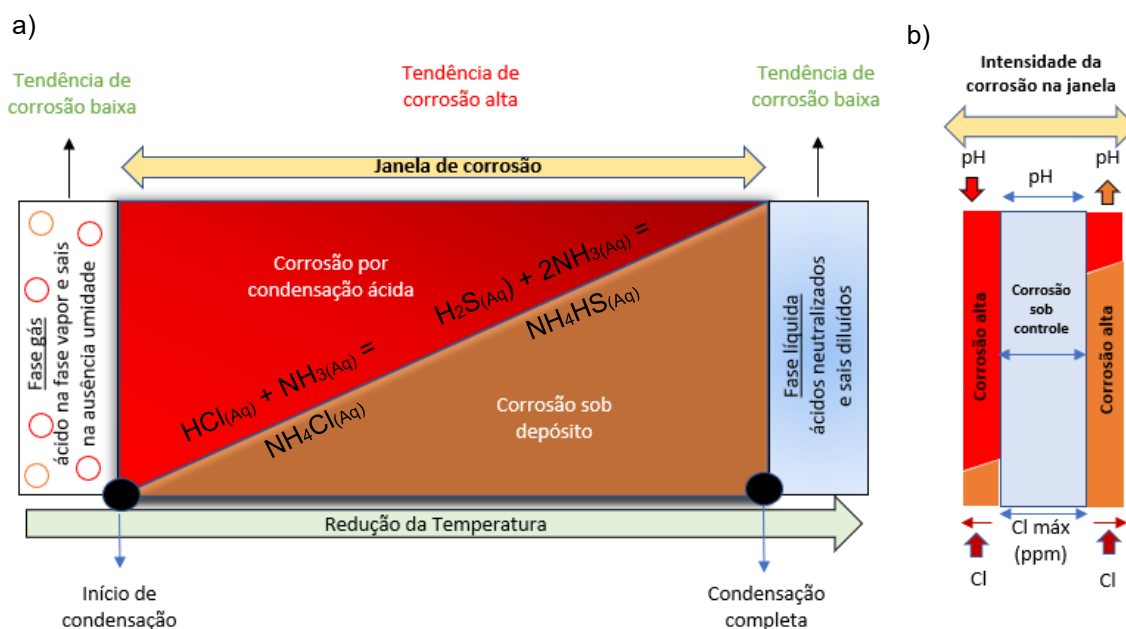 a)
Tendência de
corrosão baixa
Tendência de
corrosão alta
Tendência de
corrosão baixa
Janela de corrosão
Fase gás
ácido na fase vapor e sais
na ausência umidade
Corrosão por
condensação ácida
HCl(Aq) + NH3(Aq) =
NH4Cl(Aq)
H2S(Aq) + 2NH3(Aq) =
NH4HS(Aq)
Corrosão sob
depósito
Fase líquida
ácidos neutralizados
e sais diluídos
Redução da Temperatura
Início de
condensação
Condensação
completa
b)
Intensidade da
corrosão na janela
pH
pH
pH
Corrosão alta
Corrosão
sob
controle
Corrosão alta
Cl máx
(ppm)
Cl
Cl